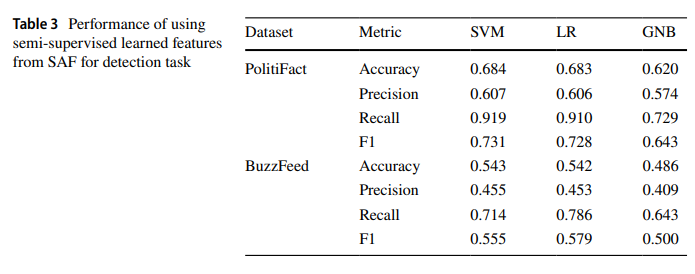 Table 3 Performance of using
semi-supervised learned features
from SAF for detection task
Dataset Metric SVM LR GNB
PolitiFact Accuracy 0.684 0.683 0.620
Precision 0.607 0.606 0.574
Recall 0.919 0.910 0.729
F1 0.731 0.728 0.643
BuzzFeed Accuracy 0.543 0.542 0.486
Precision 0.455 0.453 0.409
Recall 0.714 0.786 0.643
F1 0.555 0.579 0.500